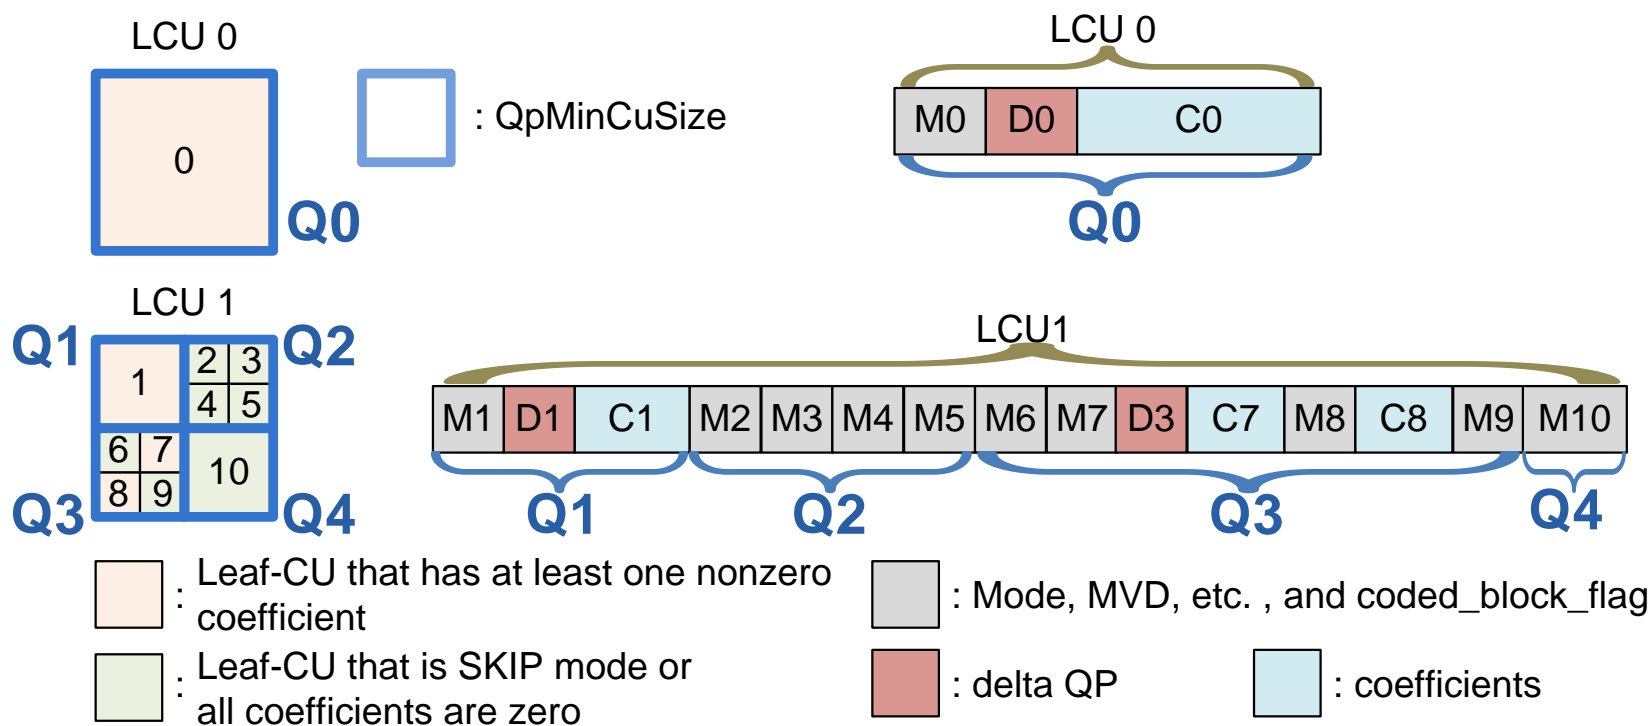 LCU 0
0
Q0
: QpMinCuSize
LCU 0
M0 D0 C0
Q0
LCU 1
Q1 Q2
1 2 3
4 5
6 7 10
8 9
Q3 Q4
LCU1
M1 D1 C1 M2 M3 M4 M5 M6 M7 D3 C7 M8 C8 M9 M10
Q1 Q2 Q3 Q4
: Leaf-CU that has at least one nonzero
coefficient
: Leaf-CU that is SKIP mode or
all coefficients are zero
: Mode, MVD, etc. , and coded_block_flag
: delta QP
: coefficients